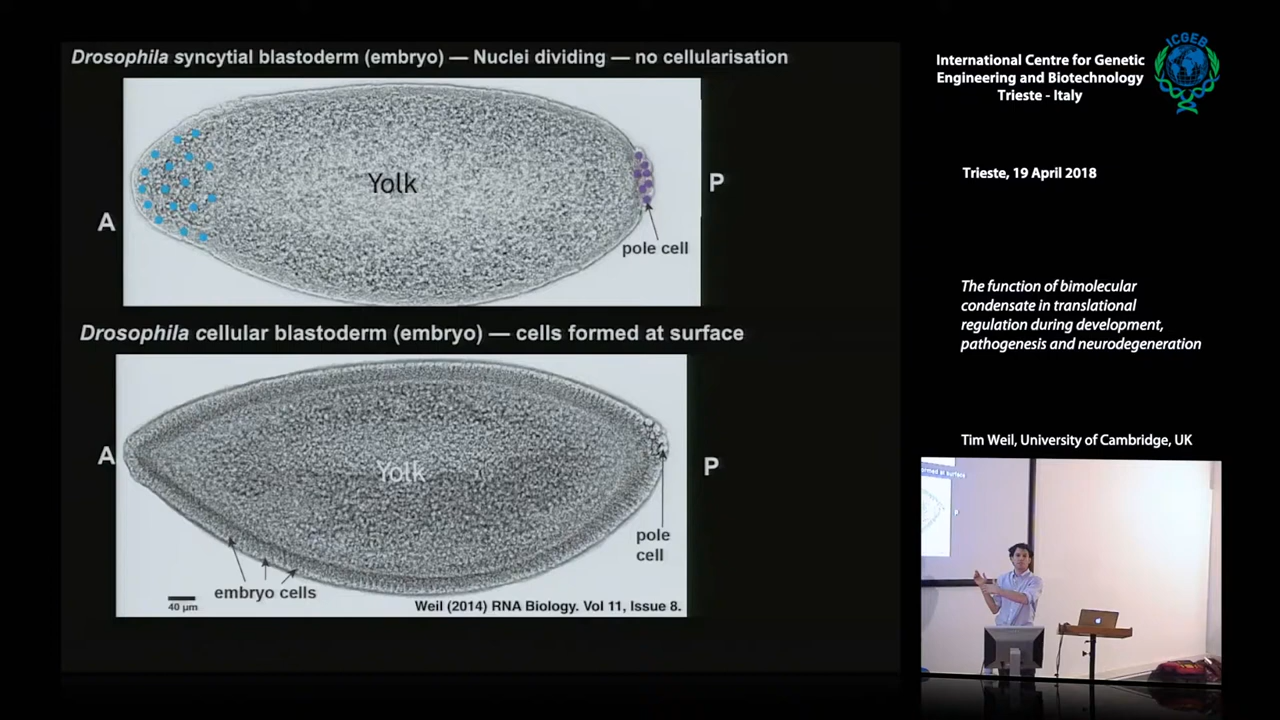 Drosophila syncytial blastoderm (embryo) — Nuclei dividing — no cellularisation
Yolk
A
P
pole cell
Drosophila cellular blastoderm (embryo) — cells formed at surface
A
Yolk
P
pole
cell
embryo cells
40 µm
Weil (2014) RNA Biology. Vol 11, Issue 8.
ICGEB
International Centre for Genetic
Engineering and Biotechnology
Trieste - Italy
Trieste, 19 April 2018
The function of bimolecular
condensate in translational
regulation during development,
pathogenesis and neurodegeneration
Tim Weil, University of Cambridge, UK
formed at surface
P